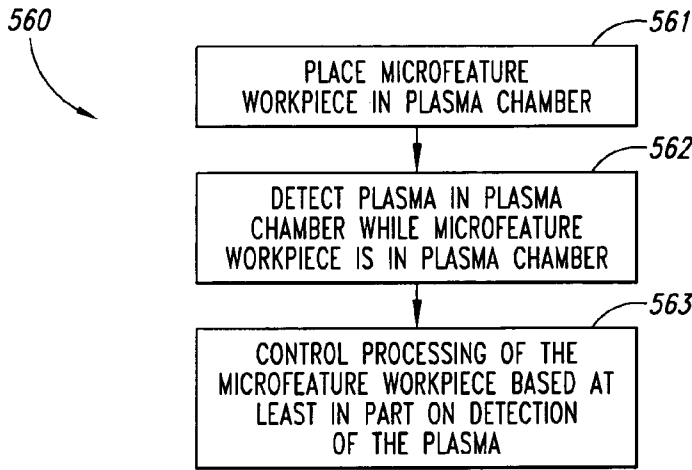 560
561
PLACE MICROFEATURE
WORKPIECE IN PLASMA CHAMBER
562
DETECT PLASMA IN PLASMA
CHAMBER WHILE MICROFEATURE
WORKPIECE IS IN PLASMA CHAMBER
563
CONTROL PROCESSING OF THE
MICROFEATURE WORKPIECE BASED AT
LEAST IN PART ON DETECTION
OF THE PLASMA